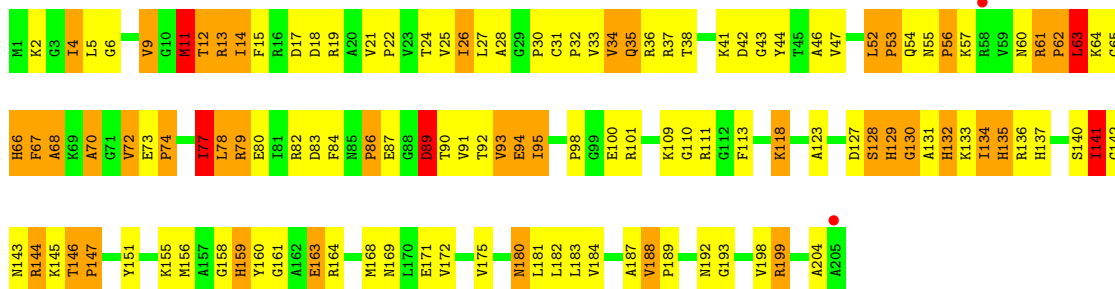 M1 K2 G3 I4 L5 G6 V9 G10 M11 T12 R13 I14 F15 R16 D17 D18 R19 A20 V21 P22 V23 T24 V25 I26 L27 A28 G29 P30 C31 P32 V33 V34 Q35 R36 R37 T38 K41 D42 G43 Y44 T45 A46 V47 L52 P53 Q54 N55 P56 K57 R58 V59 N60 R61 P62 L63 K64 G65
H66 F67 A68 K69 A70 G71 V72 E73 P74 I77 L78 R79 E80 I81 R82 D83 F84 N85 P86 E87 G88 D89 T90 V91 T92 V93 E94 I95 P98 G99 E100 R101 K109 G110 R111 G112 F113 K118 A123 D127 S128 H129 G130 A131 H132 K133 I134 H135 R136 H137 S140 I141 G142
N143 R144 K145 T146 P147 Y151 K155 M156 A157 G158 H159 Y160 G161 A162 E163 R164 M168 N169 L170 E171 V172 V175 N180 L181 L182 L183 V184 A187 V188 P189 N192 G193 V198 R199 A204 A205